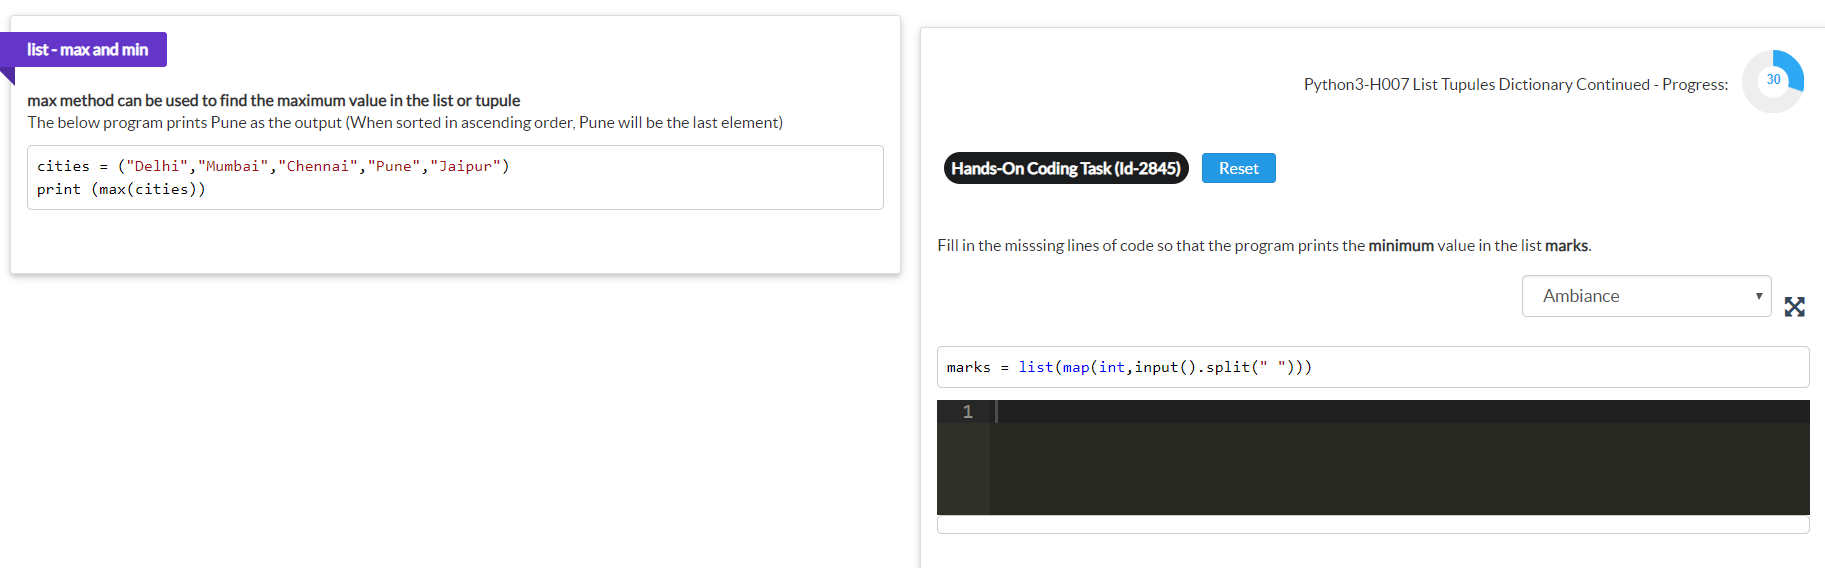 list - max and min
max method can be used to find the maximum value in the list or tupule
The below program prints Pune as the output (When sorted in ascending order, Pune will be the last element)
cities = ("Delhi","Mumbai","Chennai","Pune","Jaipur")
print (max(cities))
Python3-H007 List Tupules Dictionary Continued - Progress:
30
Hands-On Coding Task (Id-2845)
Reset
Fill in the misssing lines of code so that the program prints the minimum value in the list marks.
Ambiance
marks = list(map(int,input().split(" ")))
1